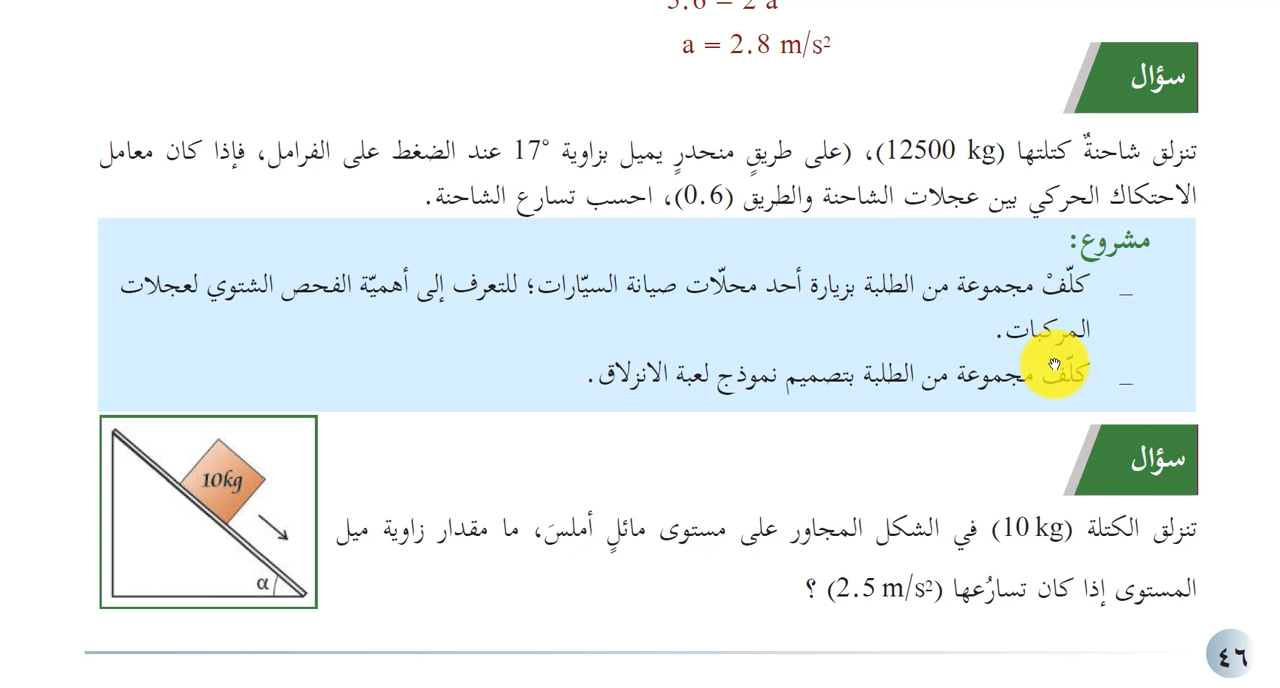 5.6 = 2 a
a = 2.8 m/s²
سؤال
تنزلق شاحنةٌ كتلتها (12500 kg)، (على طريقٍ منحدرٍ يميل بزاوية 17° عند الضغط على الفرامل، فإذا كان معامل
الاحتكاك الحركي بين عجلات الشاحنة والطريق (0.6)، احسب تسارع الشاحنة.
مشروع:
_ كلّفْ مجموعة من الطلبة بزيارة أحد محلّات صيانة السيّارات؛ للتعرف إلى أهميّة الفحص الشتوي لعجلات
المركبات.
_ كلّفْ مجموعة من الطلبة بتصميم نموذج لعبة الانزلاق.
سؤال
10kg
تنزلق الكتلة (10 kg) في الشكل المجاور على مستوى مائلٍ أملسَ، ما مقدار زاوية ميل
α
المستوى إذا كان تسارُعها (2.5 m/s²) ؟
٤٦